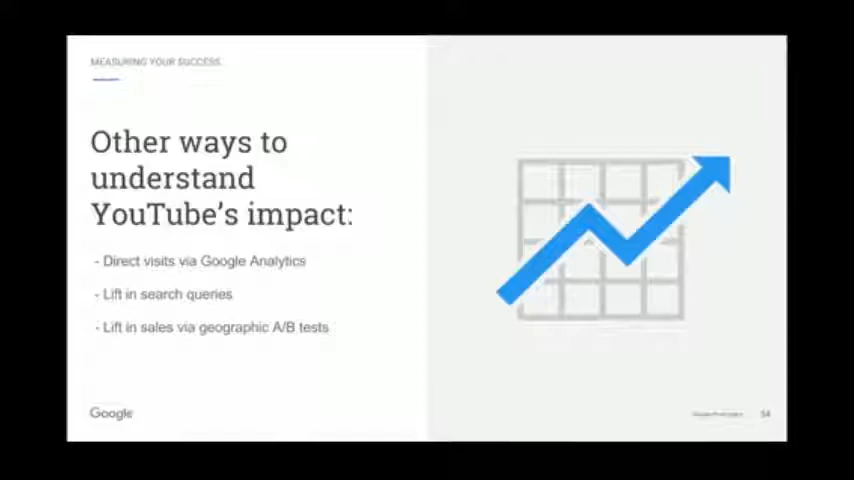 MEASURING YOUR SUCCESS
Other ways to
understand
YouTube's impact:
- Direct visits via Google Analytics
- Lift in search queries
- Lift in sales via geographic A/B tests
Google
54